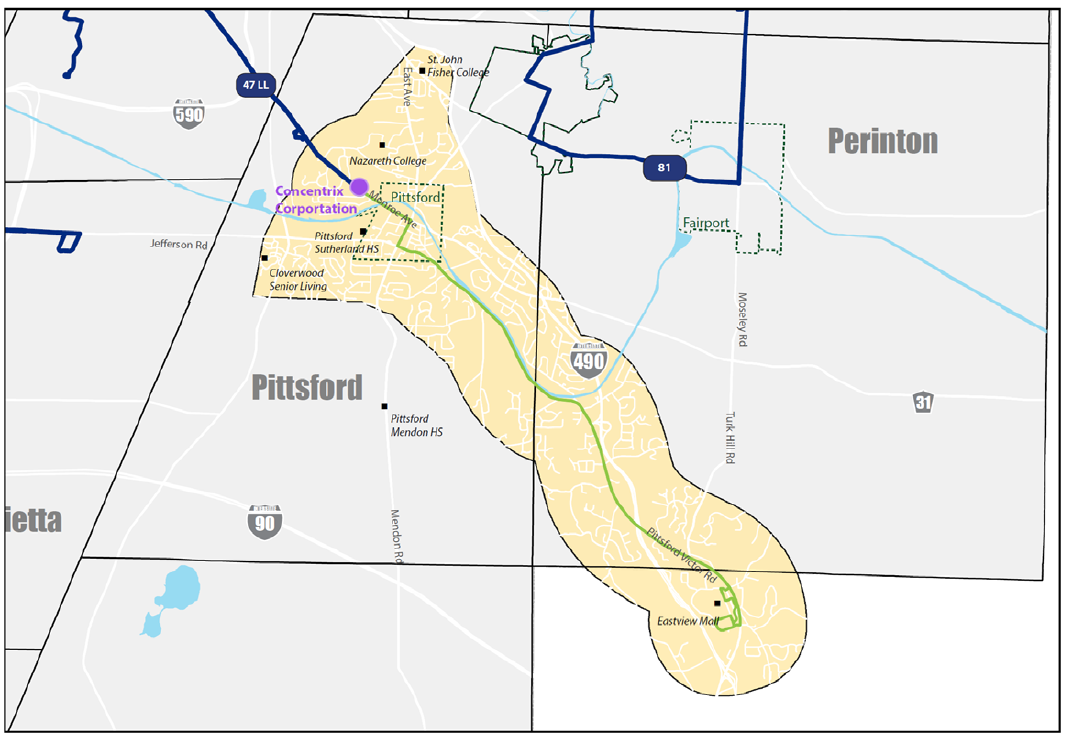 St. John
Fisher College
East Ave
47 LL
590
Perinton
Nazareth College
81
Concentrix
Corportation
Pittsford
Monroe Ave
Fairport
Pittsford
Sutherland HS
Jefferson Rd
Cloverwood
Senior Living
Moseley Rd
490
Pittsford
31
Pittsford
Mendon HS
Turk Hill Rd
ietta
90
Mendon Rd
Pittsford Victor Rd
Eastview Mall